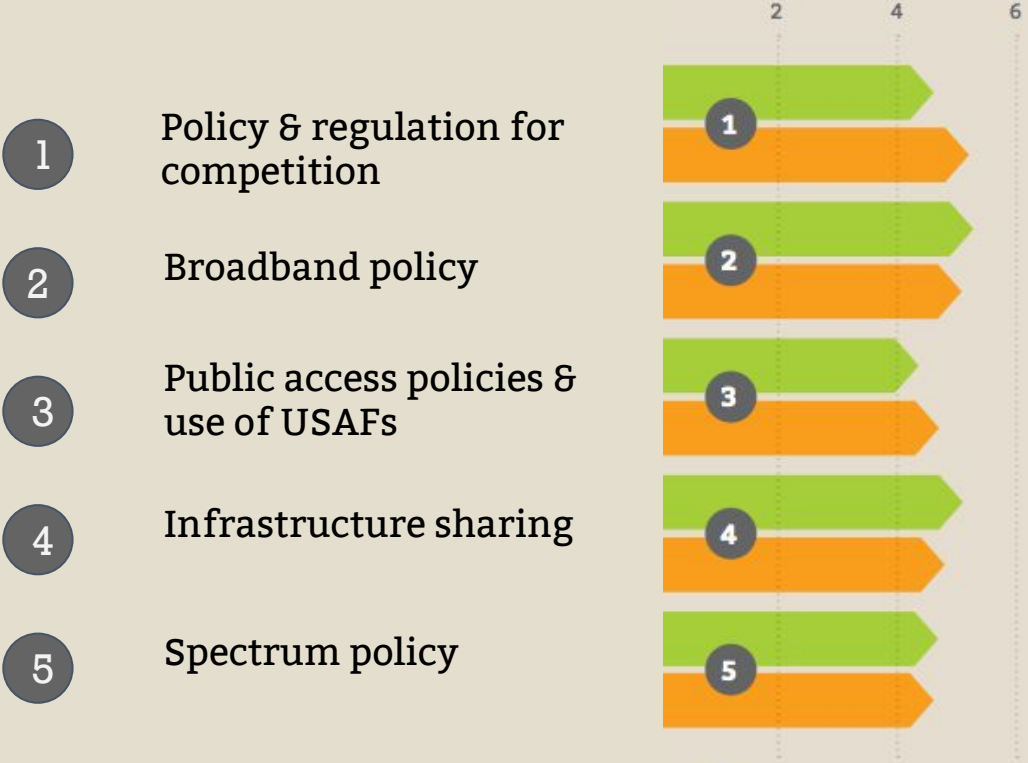 2 4 6
1 Policy & regulation for
competition
1
2 Broadband policy
2
3 Public access policies &
use of USAFs
3
4 Infrastructure sharing
4
5 Spectrum policy
5